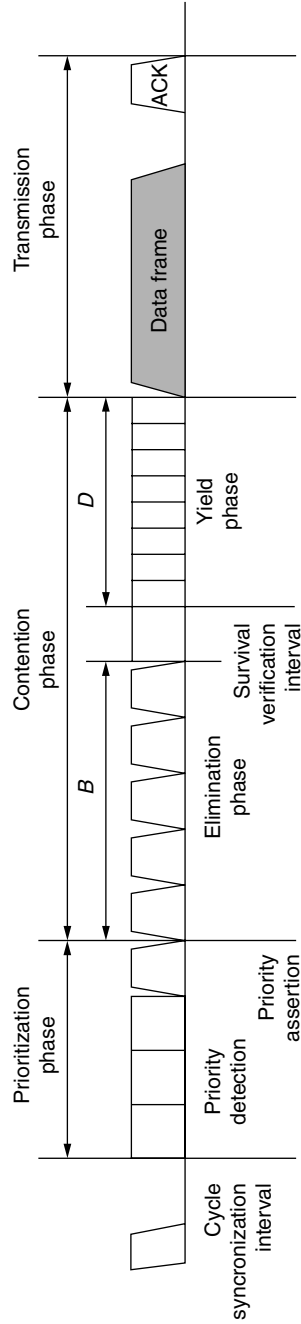 Prioritization
phase
Contention
phase
Transmission
phase
B
D
Data frame
ACK
Cycle
syncronization
interval
Priority
detection
Priority
assertion
Elimination
phase
Survival
verification
interval
Yield
phase